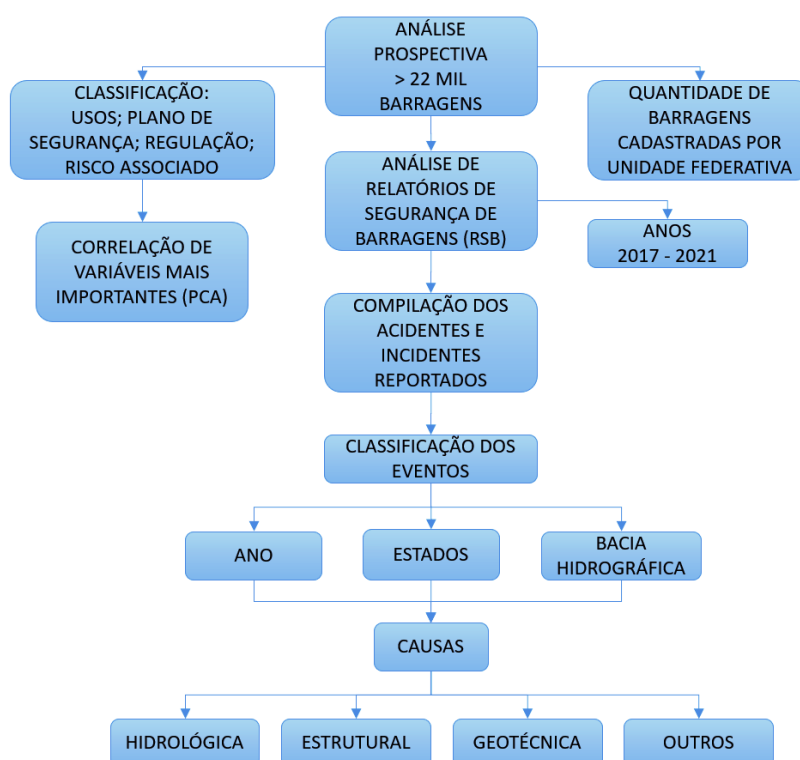 ANÁLISE
PROSPECTIVA
> 22 MIL
BARRAGENS
CLASSIFICAÇÃO:
USOS; PLANO DE
SEGURANÇA; REGULAÇÃO;
RISCO ASSOCIADO
QUANTIDADE DE
BARRAGENS
CADASTRADAS POR
UNIDADE FEDERATIVA
ANÁLISE DE
RELATÓRIOS DE
SEGURANÇA DE
BARRAGENS (RSB)
ANOS
2017 - 2021
CORRELAÇÃO DE
VARIÁVEIS MAIS
IMPORTANTES (PCA)
COMPILAÇÃO DOS
ACIDENTES E
INCIDENTES
REPORTADOS
CLASSIFICAÇÃO DOS
EVENTOS
ANO
ESTADOS
BACIA
HIDROGRÁFICA
CAUSAS
HIDROLÓGICA
ESTRUTURAL
GEOTÉCNICA
OUTROS